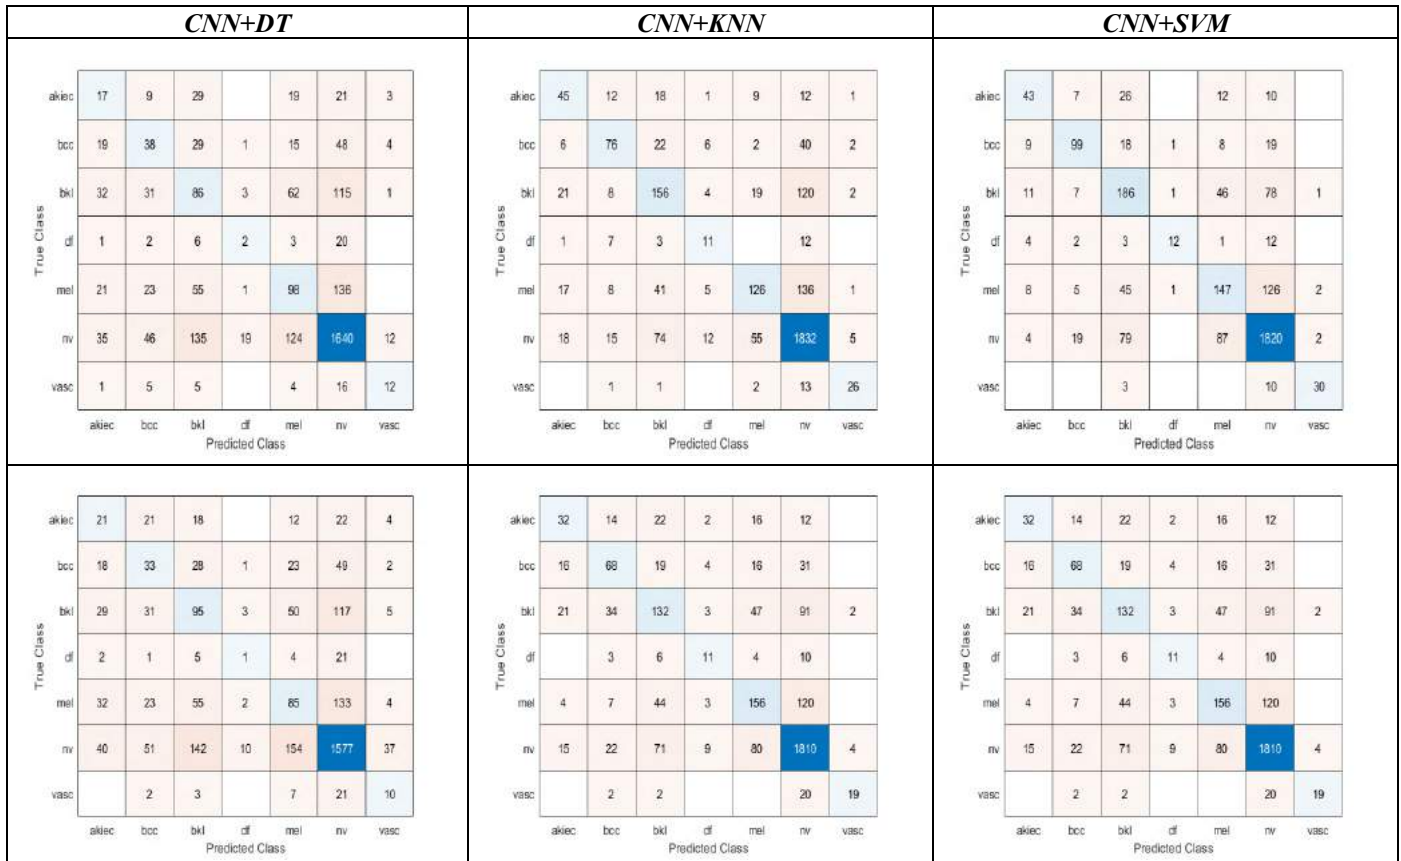 CNN+DT CNN+KNN CNN+SVM
True Class
akiec 17 9 29 19 21 3
bcc 19 38 29 1 15 48 4
bkl 32 31 86 3 62 115 1
df 1 2 6 2 3 20
mel 21 23 55 1 98 136
nv 35 46 135 19 124 1640 12
vasc 1 5 5 4 16 12
akiec bcc bkl df mel nv vasc
Predicted Class
True Class
akiec 45 12 18 1 9 12 1
bcc 6 76 22 6 2 40 2
bkl 21 8 156 4 19 120 2
df 1 7 3 11 12
mel 17 8 41 5 126 136 1
nv 18 15 74 12 55 1832 5
vasc 1 1 2 13 26
akiec bcc bkl df mel nv vasc
Predicted Class
True Class
akiec 43 7 26 12 10
bcc 9 99 18 1 8 19
bkl 11 7 186 1 46 78 1
df 4 2 3 12 1 12
mel 8 5 45 1 147 126 2
nv 4 19 79 87 1820 2
vasc 3 10 30
akiec bcc bkl df mel nv vasc
Predicted Class
True Class
akiec 21 21 18 12 22 4
bcc 18 33 28 1 23 49 2
bkl 29 31 95 3 50 117 5
df 2 1 5 1 4 21
mel 32 23 55 2 85 133 4
nv 40 51 142 10 154 1577 37
vasc 2 3 7 21 10
akiec bcc bkl df mel nv vasc
Predicted Class
True Class
akiec 32 14 22 2 16 12
bcc 16 68 19 4 16 31
bkl 21 34 132 3 47 91 2
df 3 6 11 4 10
mel 4 7 44 3 156 120
nv 15 22 71 9 80 1810 4
vasc 2 2 20 19
akiec bcc bkl df mel nv vasc
Predicted Class
True Class
akiec 32 14 22 2 16 12
bcc 16 68 19 4 16 31
bkl 21 34 132 3 47 91 2
df 3 6 11 4 10
mel 4 7 44 3 156 120
nv 15 22 71 9 80 1810 4
vasc 2 2 20 19
akiec bcc bkl df mel nv vasc
Predicted Class